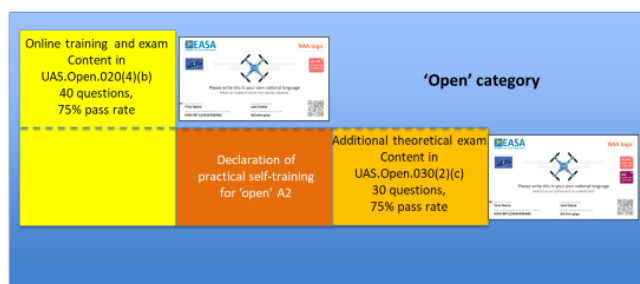 Online training and exam
Content in
UAS.Open.020(4)(b)
40 questions,
75% pass rate
EASA
NAA logo
Please write this in your own national language
First Name
Last Name
'Open' category
Declaration of
practical self-training
for 'open' A2
Additional theoretical exam
Content in
UAS.Open.030(2)(c)
30 questions,
75% pass rate
EASA
NAA logo
Please write this in your own national language
First Name
Last Name